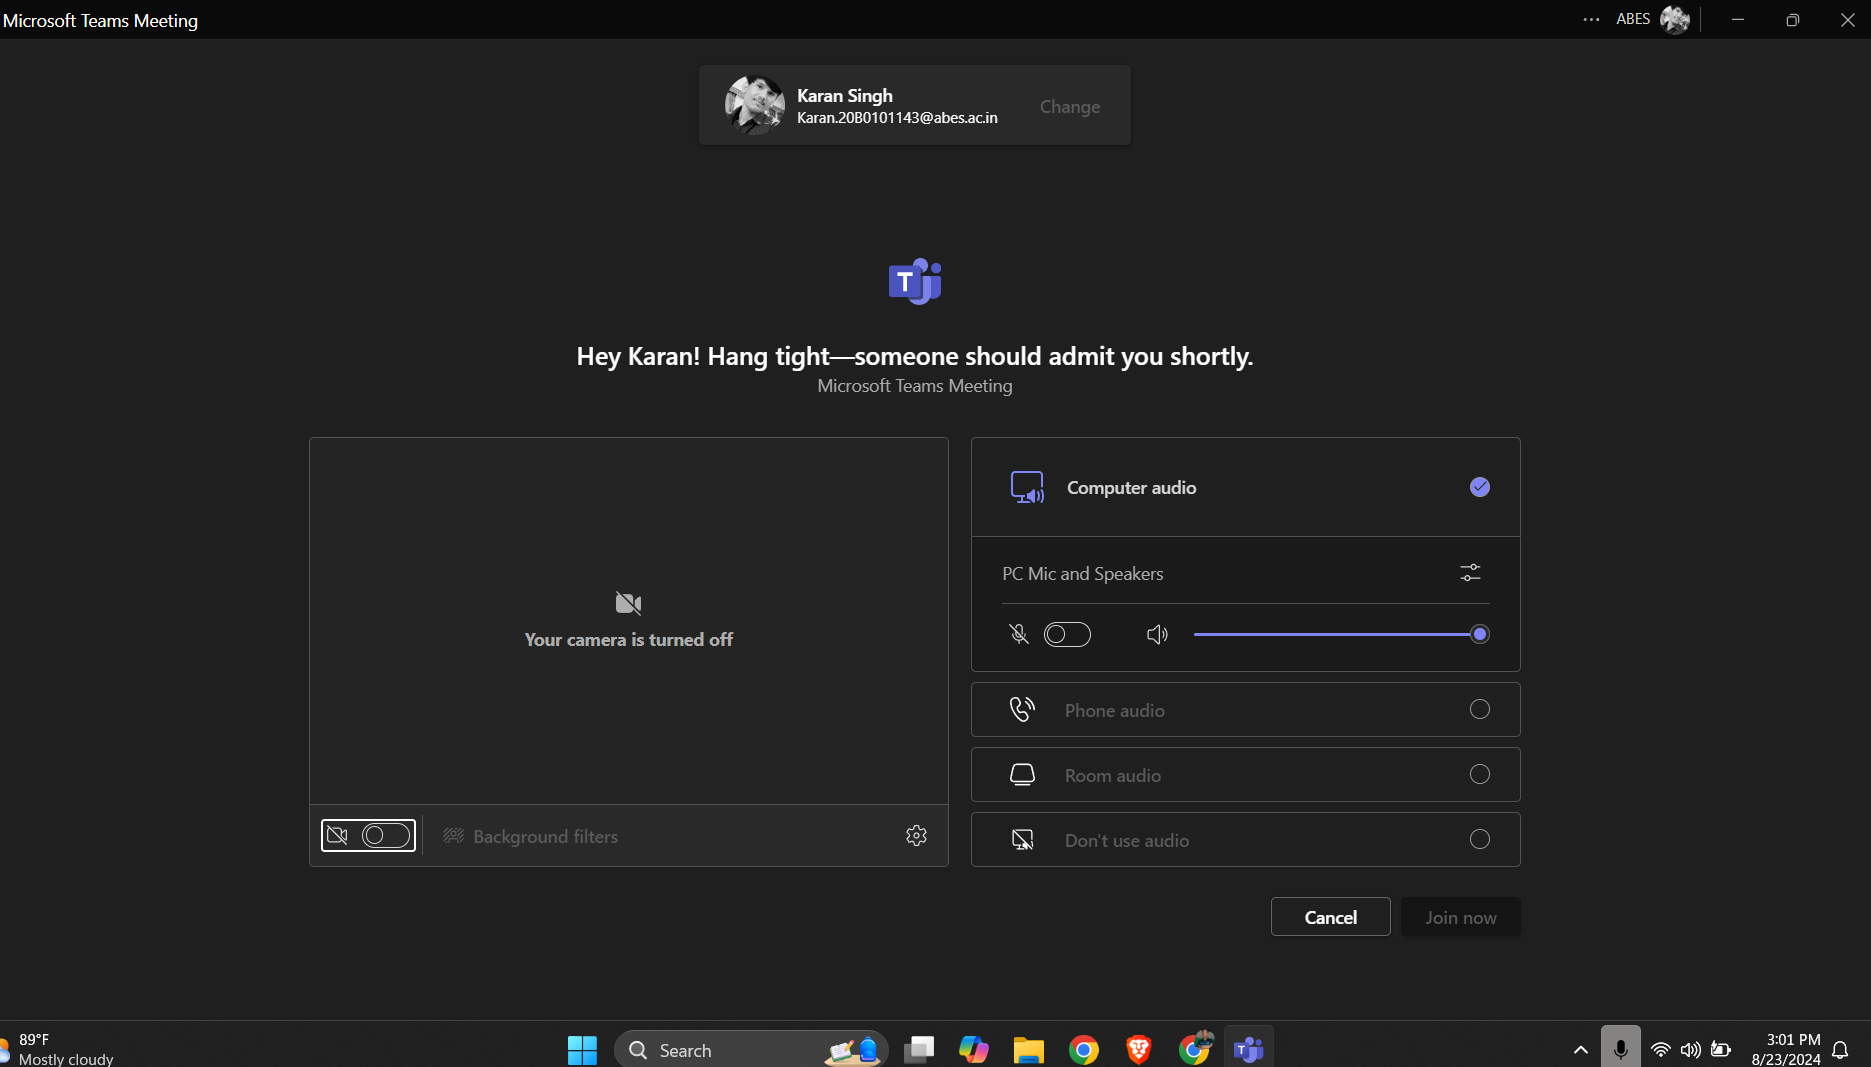 Microsoft Teams Meeting
ABES
Karan Singh
Karan.20B0101143@abes.ac.in
Change
T
Hey Karan! Hang tight—someone should admit you shortly.
Microsoft Teams Meeting
Your camera is turned off
Background filters
Computer audio
PC Mic and Speakers
Phone audio
Room audio
Don't use audio
Cancel
Join now
89°F
Mostly cloudy
Search
T
3:01 PM
8/23/2024